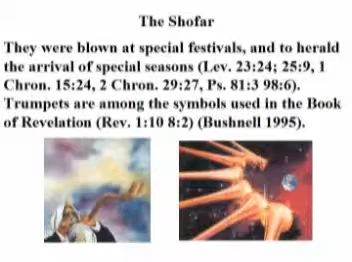 The Shofar
They were blown at special festivals, and to herald
the arrival of special seasons (Lev. 23:24; 25:9, 1
Chron. 15:24, 2 Chron. 29:27, Ps. 81:3 98:6).
Trumpets are among the symbols used in the Book
of Revelation (Rev. 1:10 8:2) (Bushnell 1995).